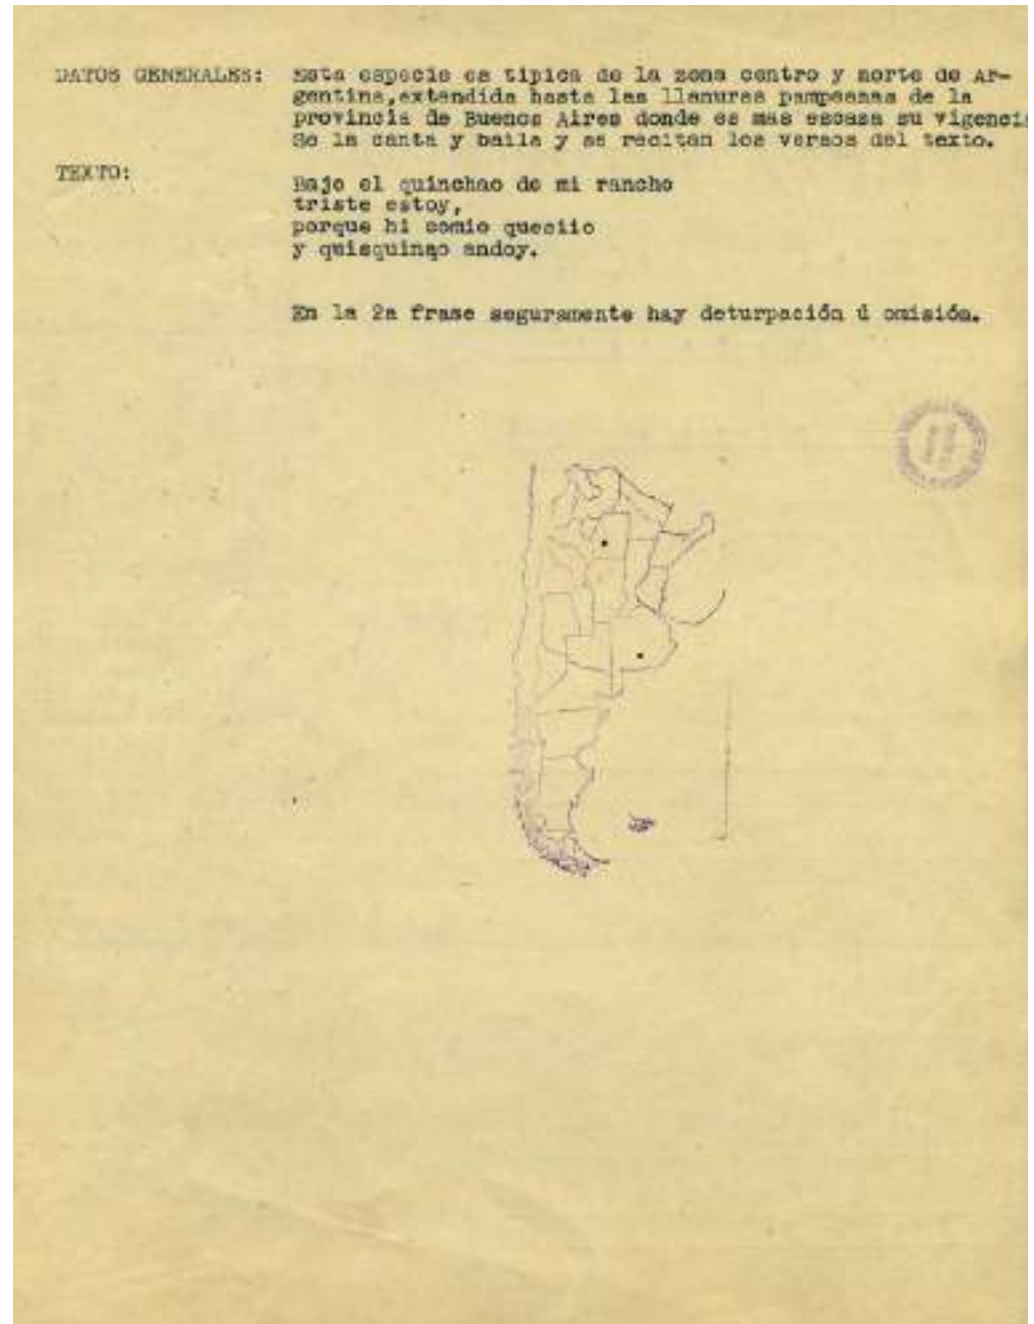 DATOS GENERALES: Esta especie es típica de la zona centro y norte de Ar-
gentina,extendida hasta las llanuras pampeanas de la
provincia de Buenos Aires donde es mas escasa su vigenci
Se la canta y baila y se recitan los versos del texto.
TEXTO:
Bajo el quinchao de mi rancho
triste estoy,
porque hi comio
y andoy.
En la 2a frase seguramente hay deturpación ú omisión.